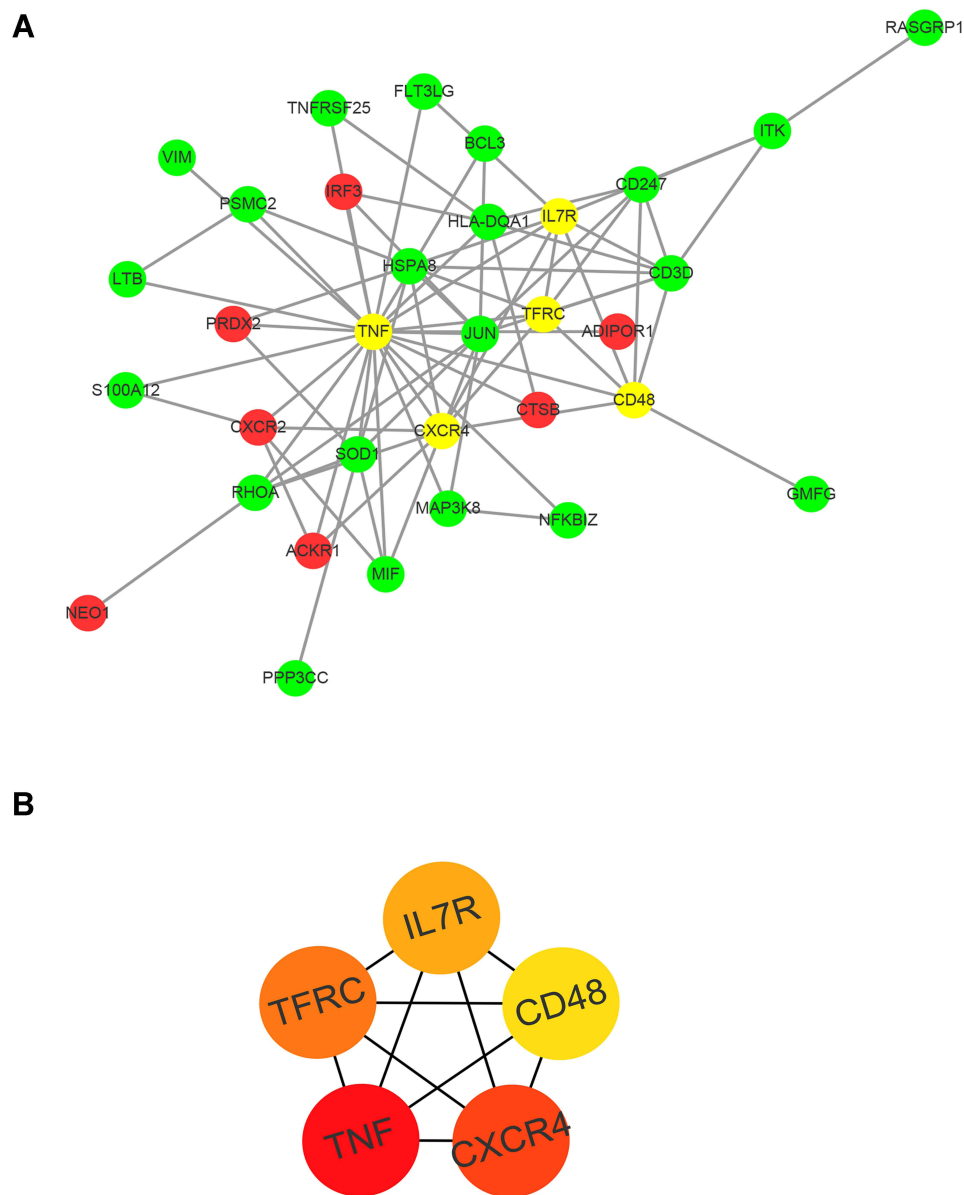 A
RASGRP1
FLT3LG
TNFRSF25
ITK
BCL3
VIM
CD247
IRF3
PSMC2
IL7R
HLA-DQA1
HSPA8
CD3D
LTB
TFRC
PRDX2
TNF
JUN
ADIPOR1
S100A12
CD48
CTSB
CXCR2
CXCR4
SOD1
RHOA
GMFG
MAP3K8
NFKBIZ
ACKR1
MIF
NEO1
PPP3CC
B
IL7R
TFRC
CD48
TNF
CXCR4